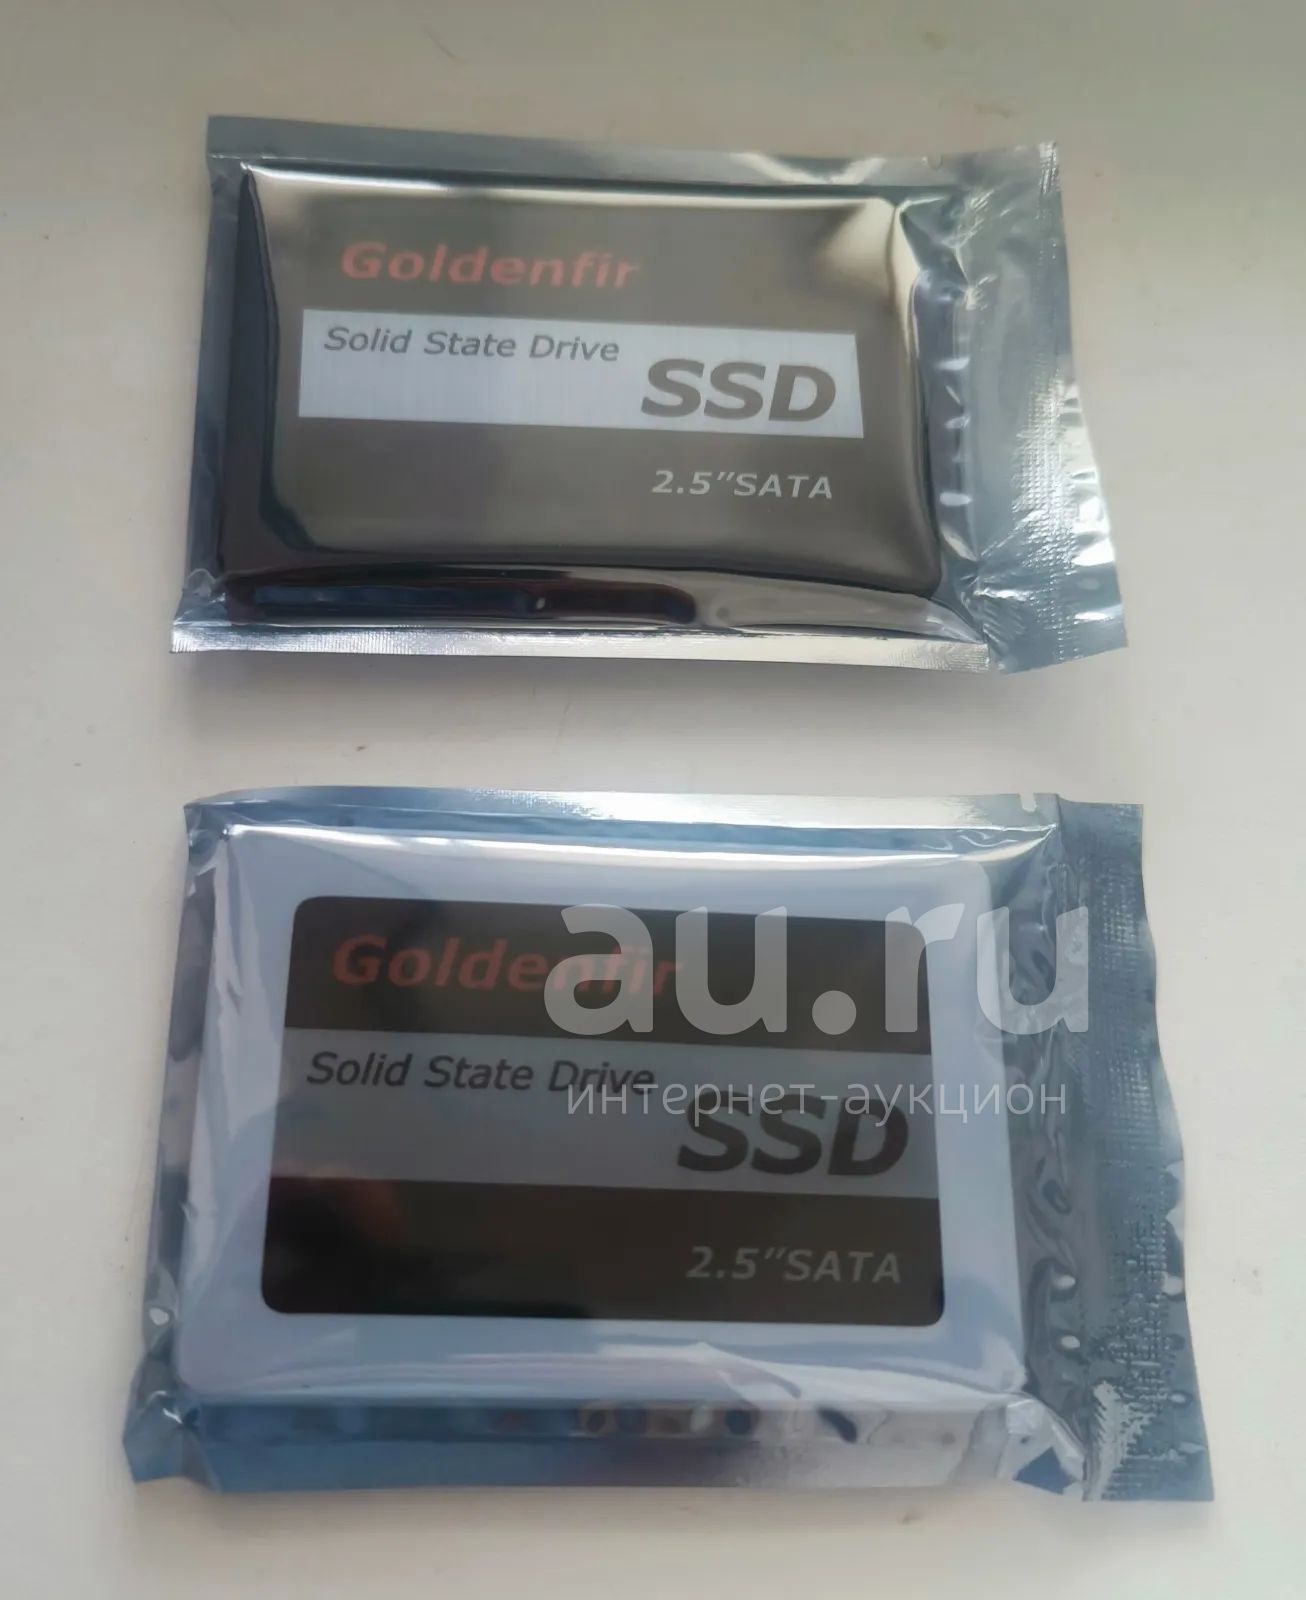 Goldenfir
Solid State Drive
SSD
2.5"SATA
Goldenfir
Solid State Drive
SSD
2.5"SATA
au.ru
интернет-аукцион